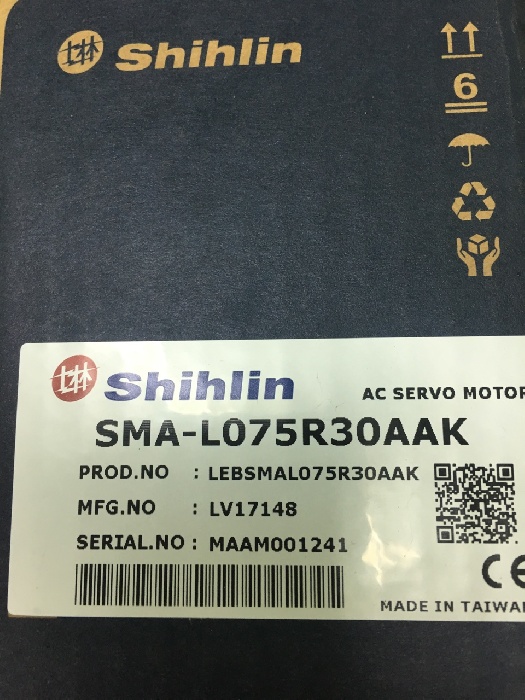 士林 Shihlin
6
士林 Shihlin
AC SERVO MOTOR
SMA-L075R30AAK
PROD.NO : LEBSMAL075R30AAK
MFG.NO : LV17148
SERIAL.NO : MAAM001241
CE
MADE IN TAIWAN